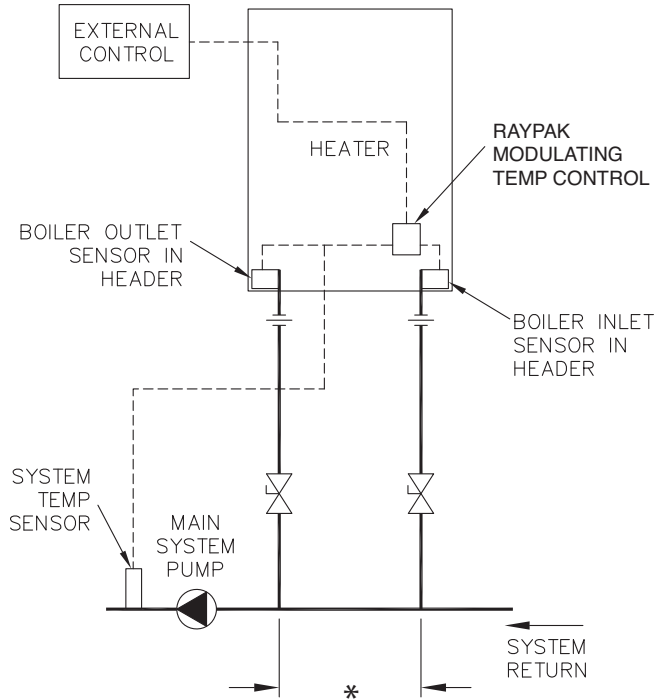 EXTERNAL
CONTROL
HEATER
RAYPAK
MODULATING
TEMP CONTROL
BOILER OUTLET
SENSOR IN
HEADER
BOILER INLET
SENSOR IN
HEADER
SYSTEM
TEMP
SENSOR
MAIN
SYSTEM
PUMP
SYSTEM
RETURN
*